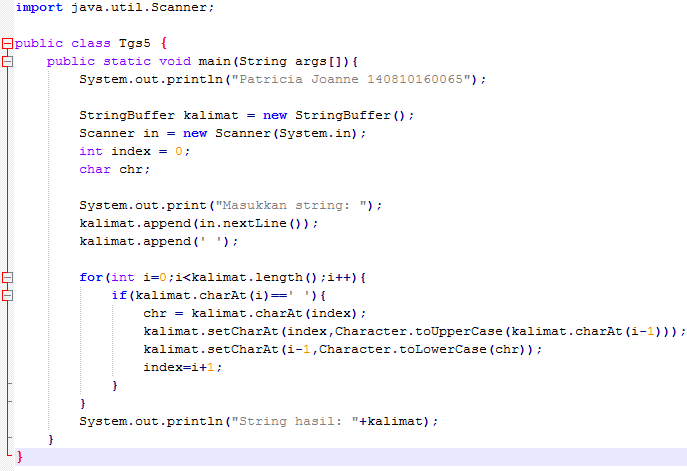 import java.util.Scanner;
public class Tgs5 {
public static void main(String args[]){
System.out.println("Patricia Joanne 140810160065");
StringBuffer kalimat = new StringBuffer();
Scanner in = new Scanner(System.in);
int index = 0;
char chr;
System.out.print("Masukkan string: ");
kalimat.append(in.nextLine());
kalimat.append(' ');
for(int i=0;i<kalimat.length();i++){
if(kalimat.charAt(i)==' '){
chr = kalimat.charAt(index);
kalimat.setCharAt(index,Character.toUpperCase(kalimat.charAt(i-1)));
kalimat.setCharAt(i-1,Character.toLowerCase(chr));
index=i+1;
}
}
System.out.println("String hasil: "+kalimat);
}
}